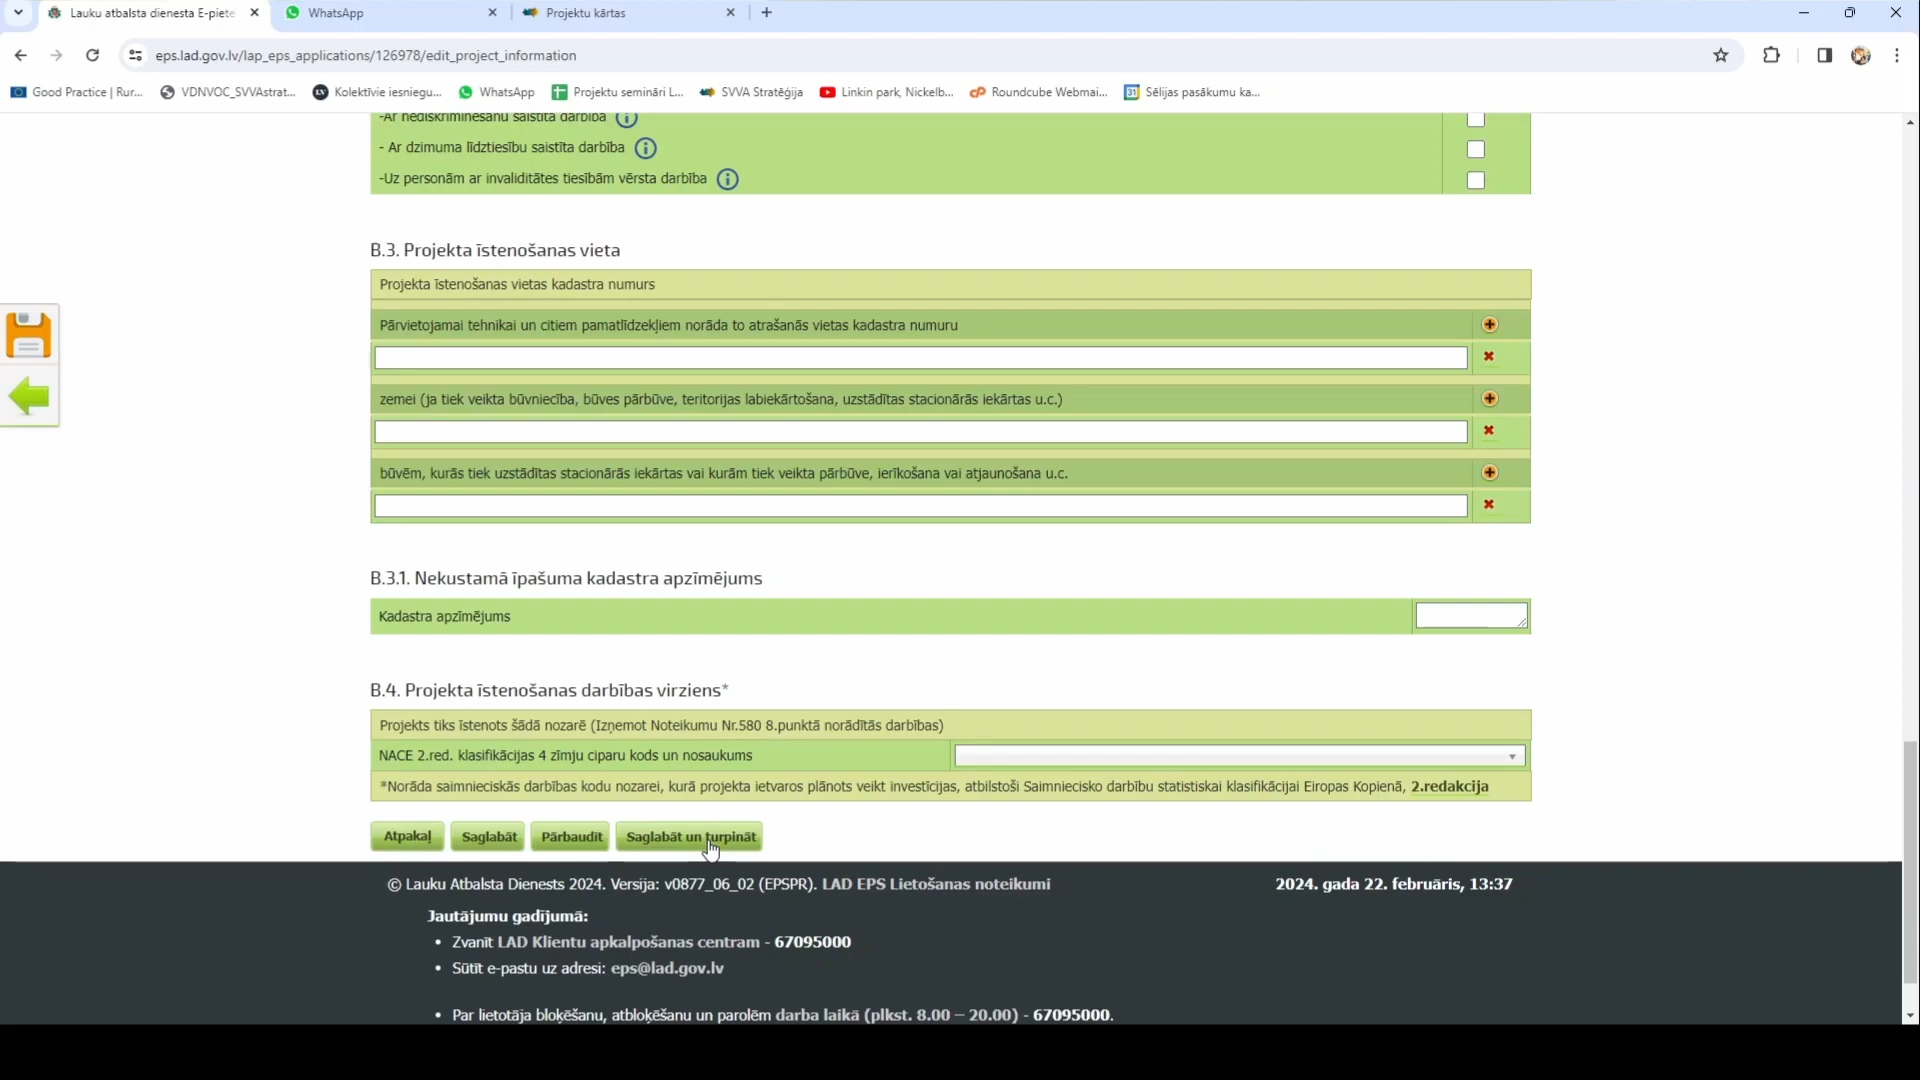 Lauku atbalsta dienesta E-piete
WhatsApp
Projektu kārtas
eps.lad.gov.lv/lap_eps_applications/126978/edit_project_information
Good Practice | Rur...
VDNVOC_SVVAstrat...
Kolektīvie iesniegu...
WhatsApp
Projektu semināri L...
SVVA Stratēģija
Linkin park, Nickelb...
Roundcube Webmai...
Sēlijas pasākumu ka...
-Ar nediskriminēšanu saistīta darbība
- Ar dzimuma līdztiesību saistīta darbība
-Uz personām ar invaliditātes tiesībām vērsta darbība
B.3. Projekta īstenošanas vieta
Projekta īstenošanas vietas kadastra numurs
Pārvietojamai tehnikai un citiem pamatlīdzekļiem norāda to atrašanās vietas kadastra numuru
zemei (ja tiek veikta būvniecība, būves pārbūve, teritorijas labiekārtošana, uzstādītas stacionārās iekārtas u.c.)
būvēm, kurās tiek uzstādītas stacionārās iekārtas vai kurām tiek veikta pārbūve, ierīkošana vai atjaunošana u.c.
B.3.1. Nekustamā īpašuma kadastra apzīmējums
Kadastra apzīmējums
B.4. Projekta īstenošanas darbības virziens*
Projekts tiks īstenots šādā nozarē (Izņemot Noteikumu Nr.580 8.punktā norādītās darbības)
NACE 2.red. klasifikācijas 4 zīmju ciparu kods un nosaukums
*Norāda saimnieciskās darbības kodu nozarei, kurā projekta ietvaros plānots veikt investīcijas, atbilstoši Saimniecisko darbību statistiskai klasifikācijai Eiropas Kopienā, 2.redakcija
Atpakaļ
Saglabāt
Pārbaudīt
Saglabāt un turpināt
© Lauku Atbalsta Dienests 2024. Versija: v0877_06_02 (EPSPR). LAD EPS Lietošanas noteikumi
2024. gada 22. februāris, 13:37
Jautājumu gadījumā:
• Zvanīt LAD Klientu apkalpošanas centram - 67095000
• Sūtīt e-pastu uz adresi: eps@lad.gov.lv
• Par lietotāja bloķēšanu, atbloķēšanu un parolēm darba laikā (plkst. 8.00 – 20.00) - 67095000.